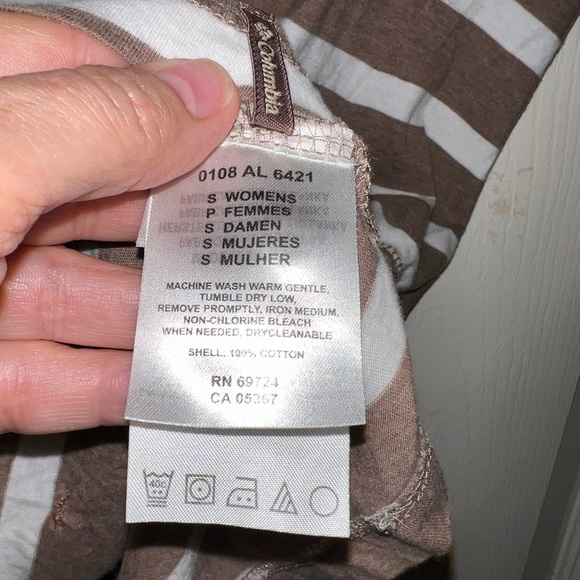 Columbia
0108 AL 6421
S WOMENS
P FEMMES
S DAMEN
S MUJERES
S MULHER
MACHINE WASH WARM GENTLE,
TUMBLE DRY LOW,
REMOVE PROMPTLY, IRON MEDIUM,
NON-CHLORINE BLEACH
WHEN NEEDED, DRYCLEANABLE
SHELL: 100% COTTON
RN 69724
CA 05367
40c